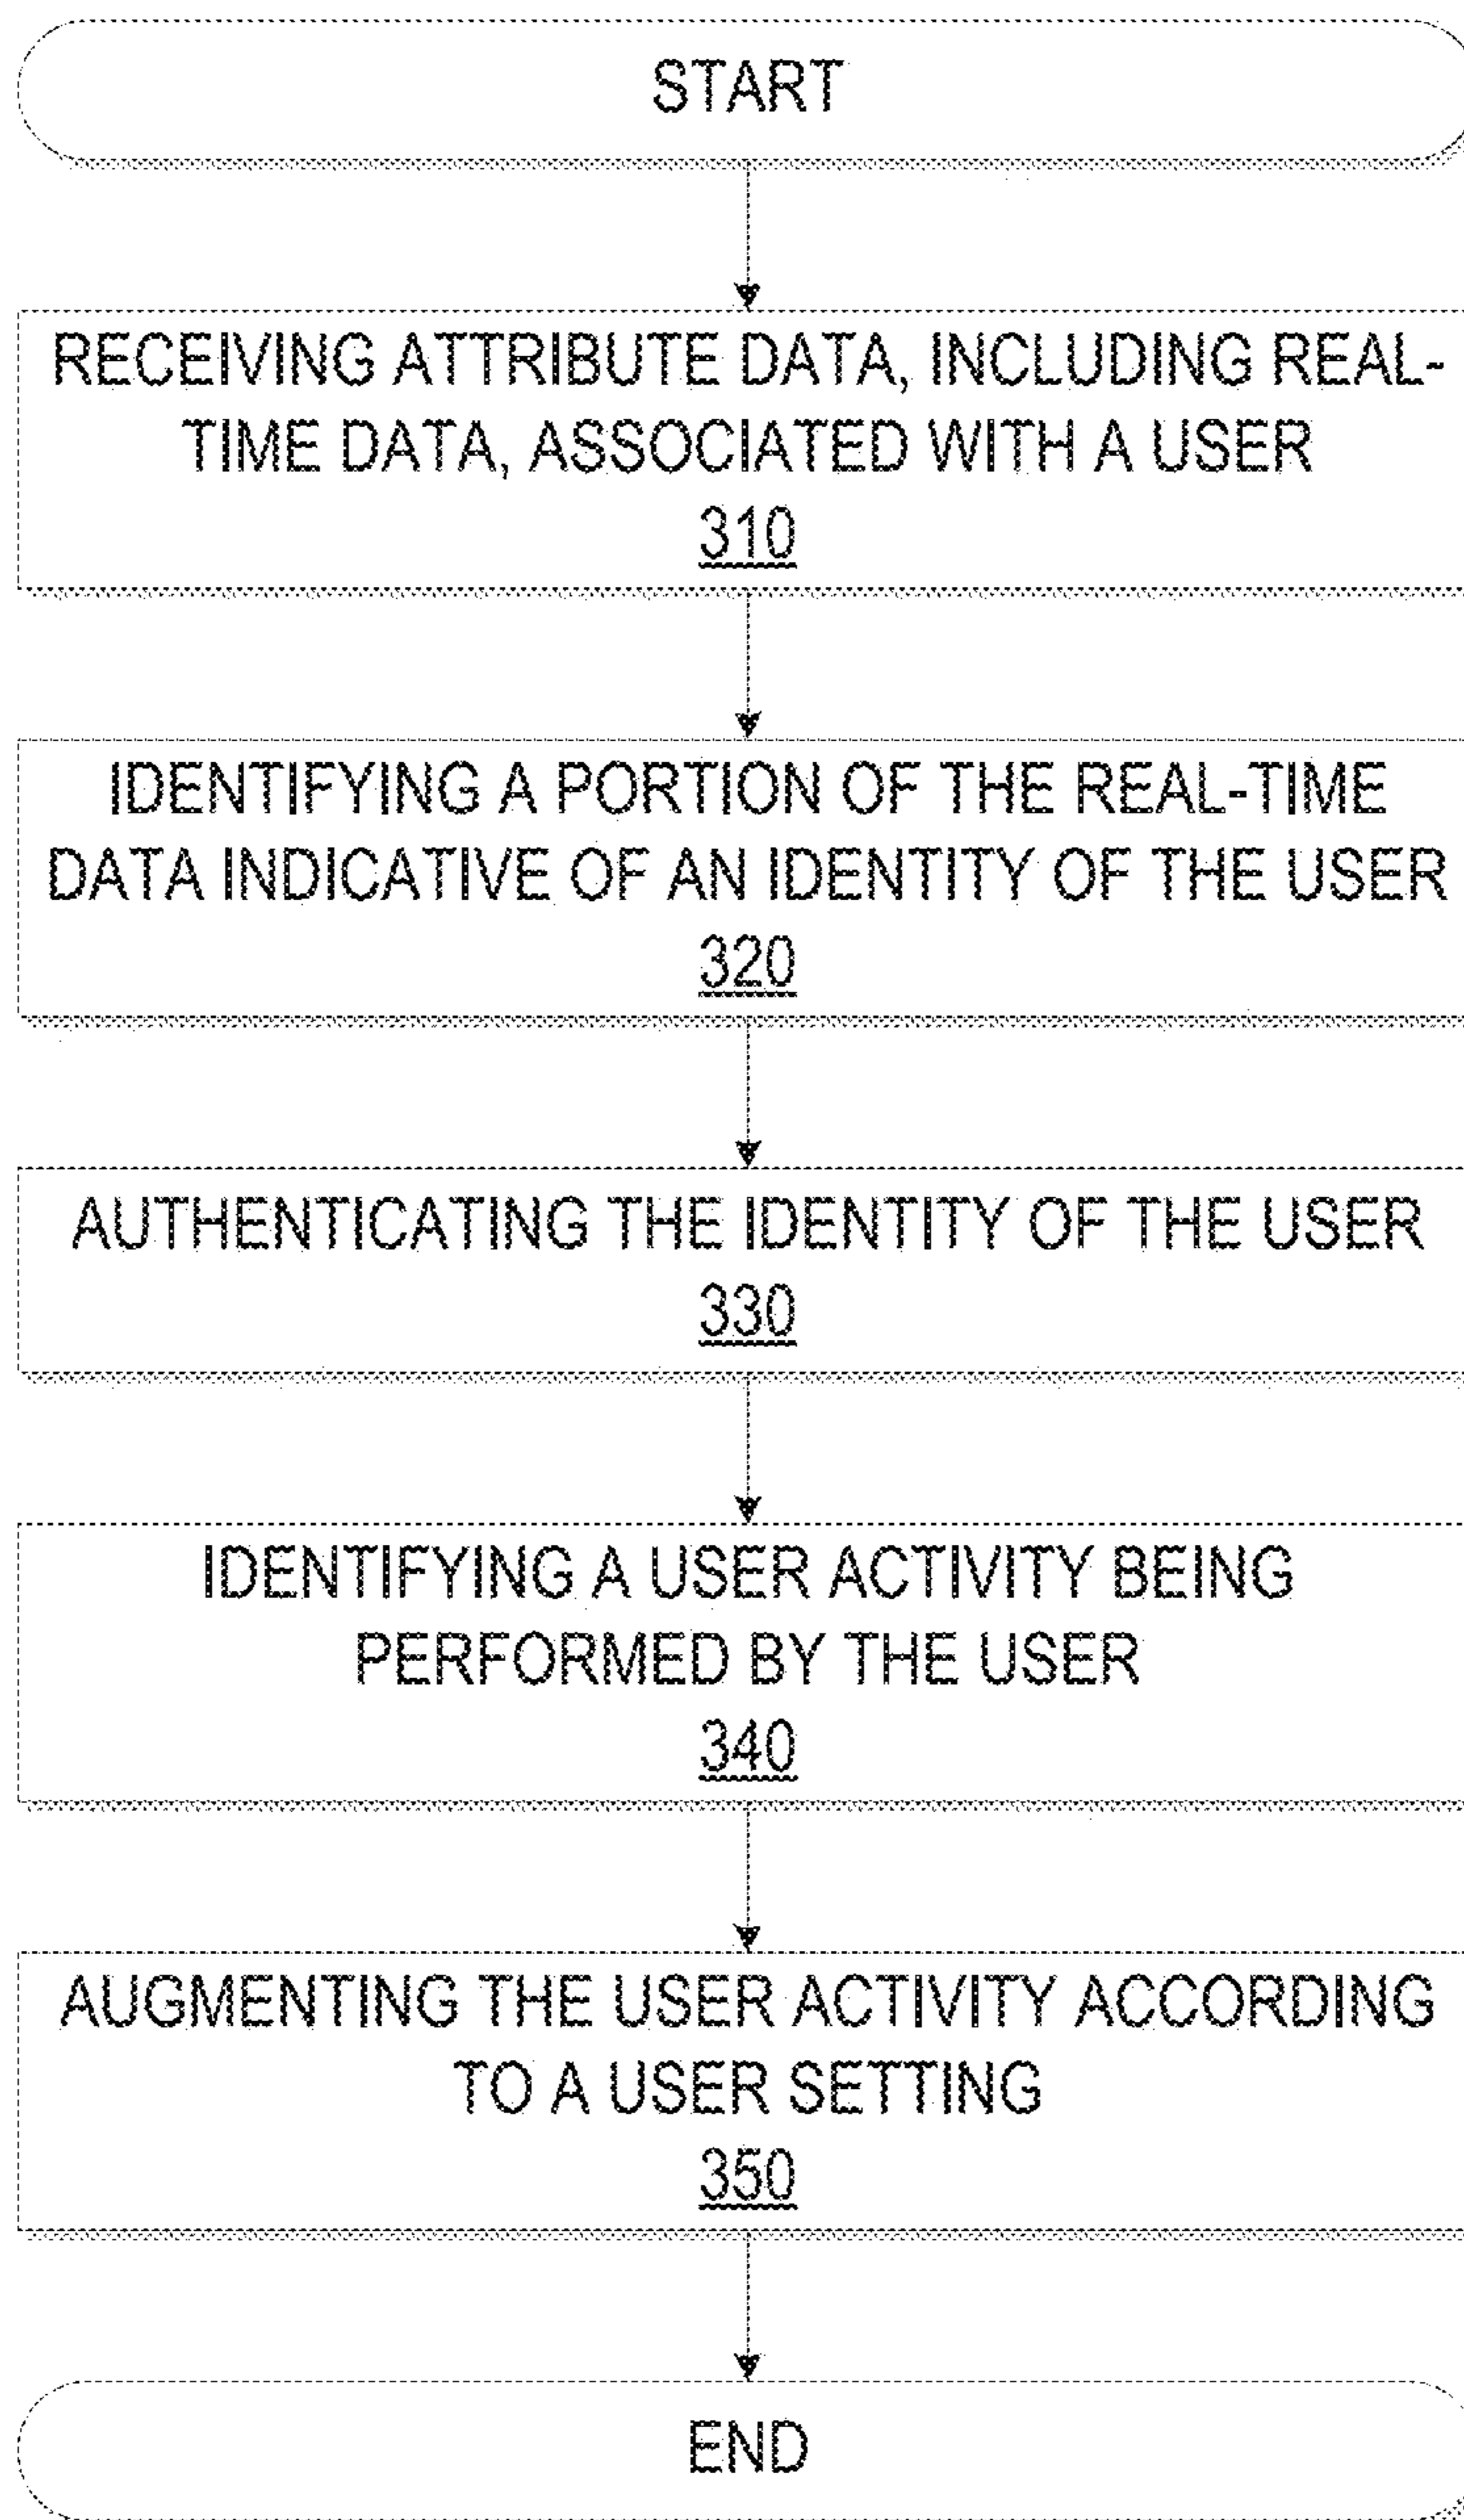 START
RECEIVING ATTRIBUTE DATA, INCLUDING REAL-
TIME DATA, ASSOCIATED WITH A USER
310
IDENTIFYING A PORTION OF THE REAL-TIME
DATA INDICATIVE OF AN IDENTITY OF THE USER
320
AUTHENTICATING THE IDENTITY OF THE USER
330
IDENTIFYING A USER ACTIVITY BEING
PERFORMED BY THE USER
340
AUGMENTING THE USER ACTIVITY ACCORDING
TO A USER SETTING
350
END